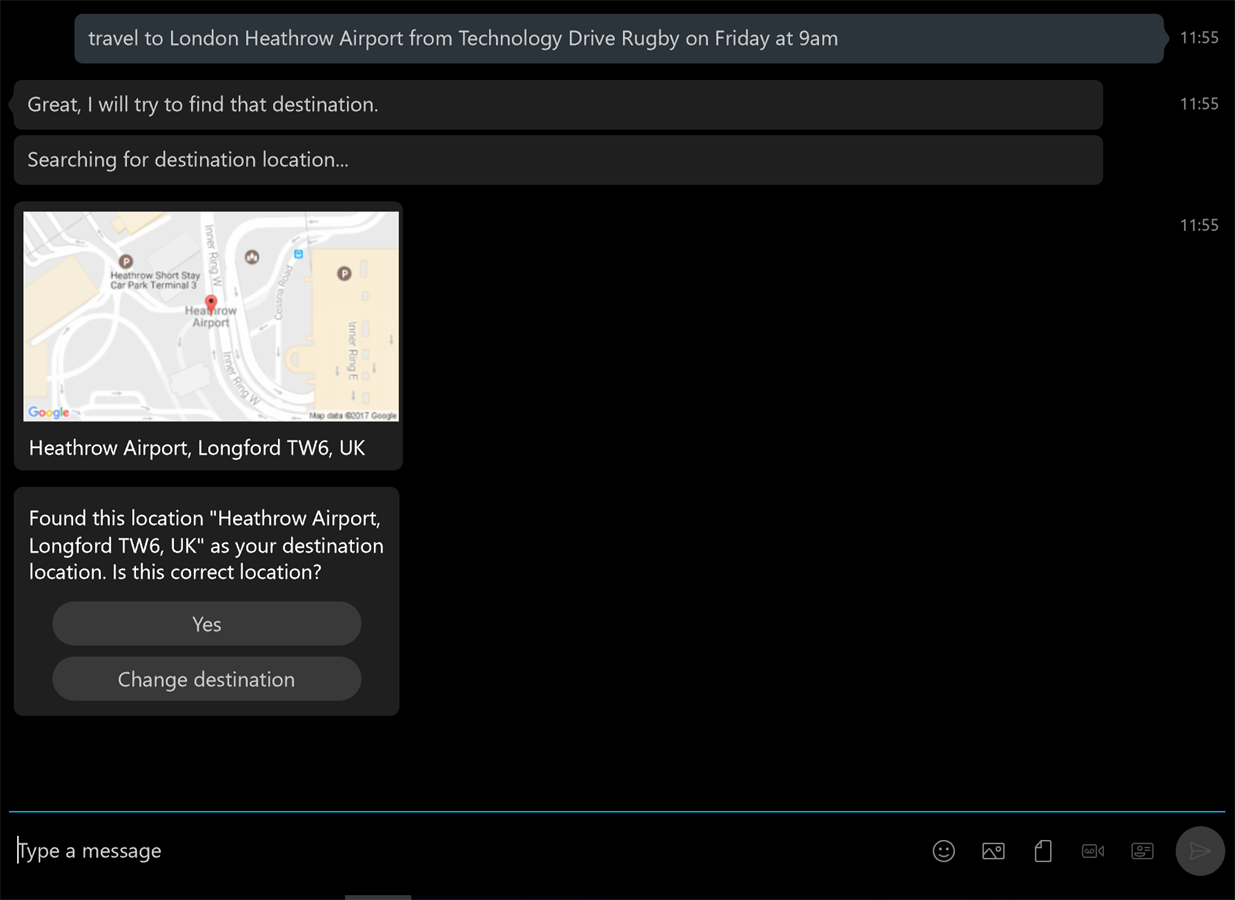 travel to London Heathrow Airport from Technology Drive Rugby on Friday at 9am
11:55
Great, I will try to find that destination.
11:55
Searching for destination location...
11:55
Inner Ring W
P
Heathrow Short Stay
Car Park Terminal 3
P
Cessna Road
Heathrow
Airport
Inner Ring E
Inner Ring W
Google
Map data ©2017 Google
Heathrow Airport, Longford TW6, UK
Found this location "Heathrow Airport,
Longford TW6, UK" as your destination
location. Is this correct location?
Yes
Change destination
Type a message